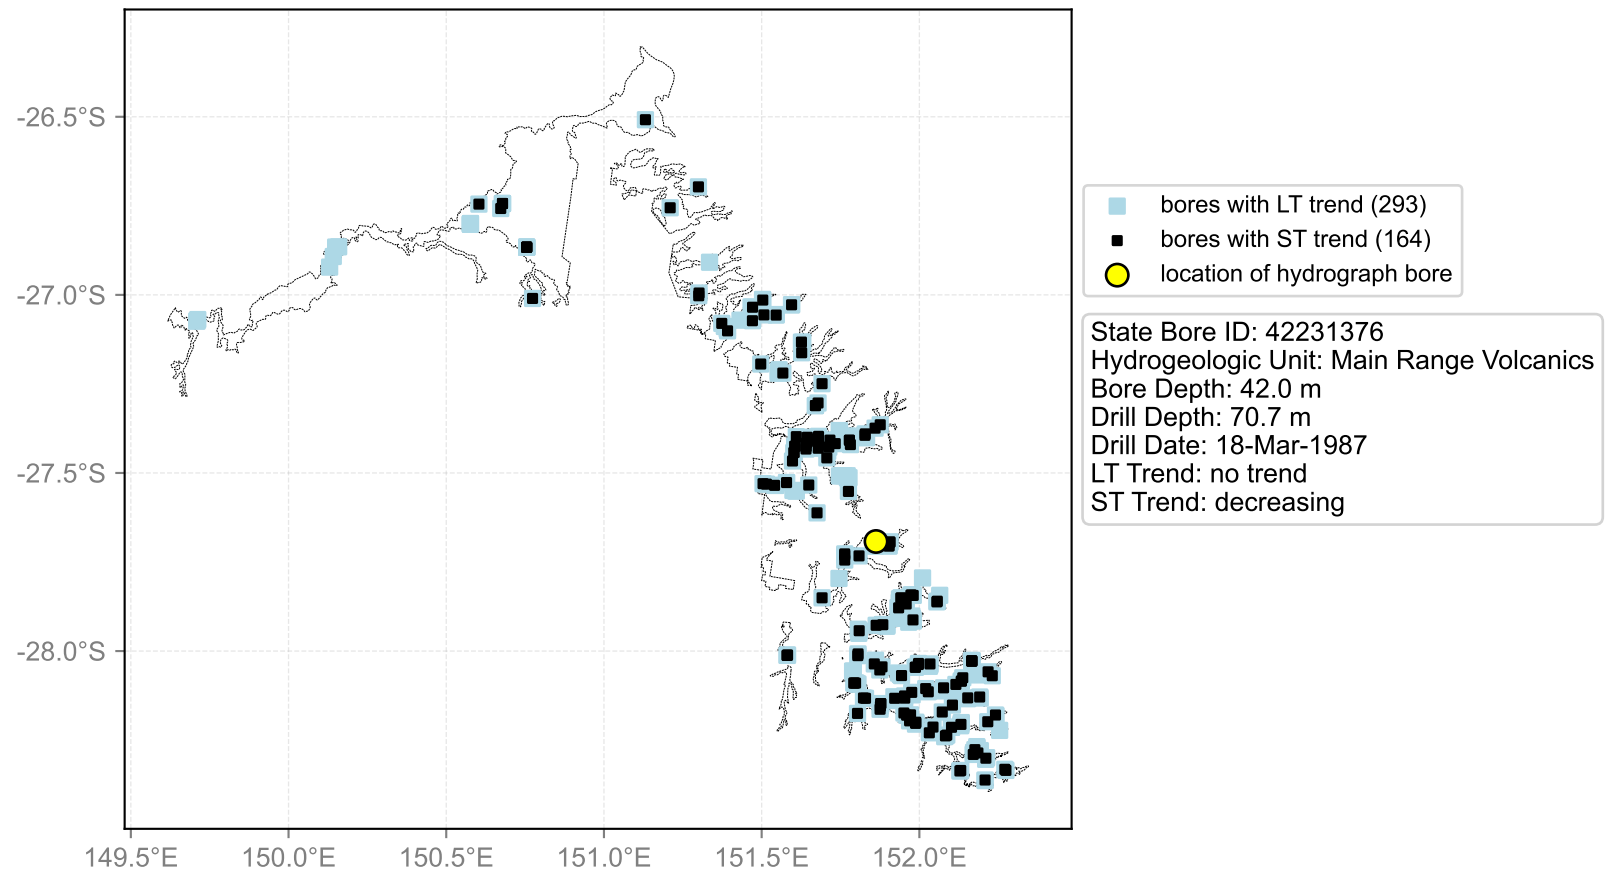 -26.5°S
-27.0°S
-27.5°S
-28.0°S
149.5°E
150.0°E
150.5°E
151.0°E
151.5°E
152.0°E
bores with LT trend (293)
bores with ST trend (164)
location of hydrograph bore
State Bore ID: 42231376
Hydrogeologic Unit: Main Range Volcanics
Bore Depth: 42.0 m
Drill Depth: 70.7 m
Drill Date: 18-Mar-1987
LT Trend: no trend
ST Trend: decreasing